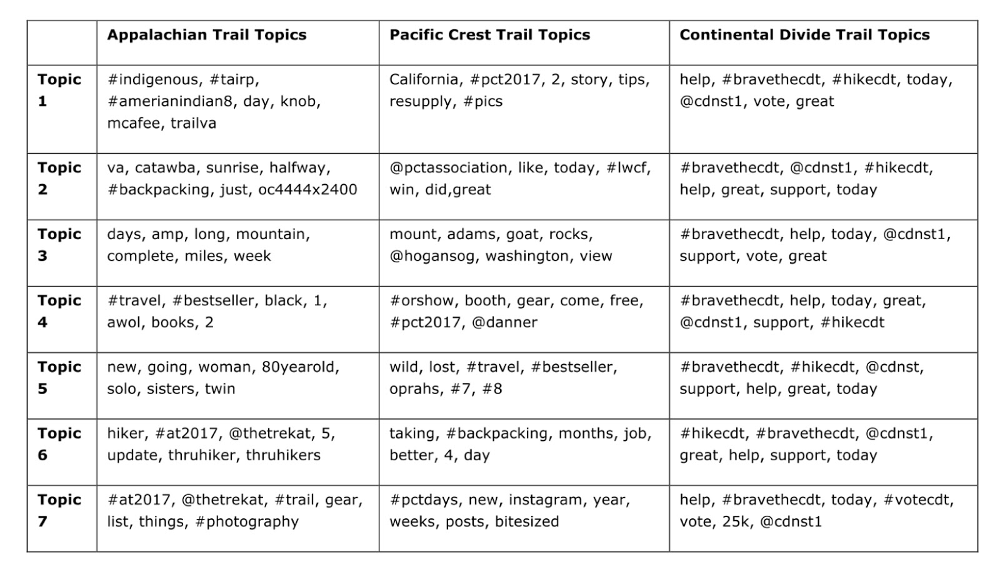 Appalachian Trail Topics
Pacific Crest Trail Topics
Continental Divide Trail Topics
Topic
1
#indigenous, #tairp,
#amerianindian8, day, knob,
mcafee, trailva
California, #pct2017, 2, story, tips,
resupply, #pics
help, #bravethecdt, #hikecdt, today,
@cdnst1, vote, great
Topic
2
va, catawba, sunrise, halfway,
#backpacking, just, oc4444x2400
@pctassociation, like, today, #lwcf,
win, did,great
#bravethecdt, @cdnst1, #hikecdt,
help, great, support, today
Topic
3
days, amp, long, mountain,
complete, miles, week
mount, adams, goat, rocks,
@hogansog, washington, view
#bravethecdt, help, today, @cdnst1,
support, vote, great
Topic
4
#travel, #bestseller, black, 1,
awol, books, 2
#orshow, booth, gear, come, free,
#pct2017, @danner
#bravethecdt, help, today, great,
@cdnst1, support, #hikecdt
Topic
5
new, going, woman, 80yearold,
solo, sisters, twin
wild, lost, #travel, #bestseller,
oprahs, #7, #8
#bravethecdt, #hikecdt, @cdnst,
support, help, great, today
Topic
6
hiker, #at2017, @thetrekat, 5,
update, thruhiker, thruhikers
taking, #backpacking, months, job,
better, 4, day
#hikecdt, #bravethecdt, @cdnst1,
great, help, support, today
Topic
7
#at2017, @thetrekat, #trail, gear,
list, things, #photography
#pctdays, new, instagram, year,
weeks, posts, bitesized
help, #bravethecdt, today, #votecdt,
vote, 25k, @cdnst1